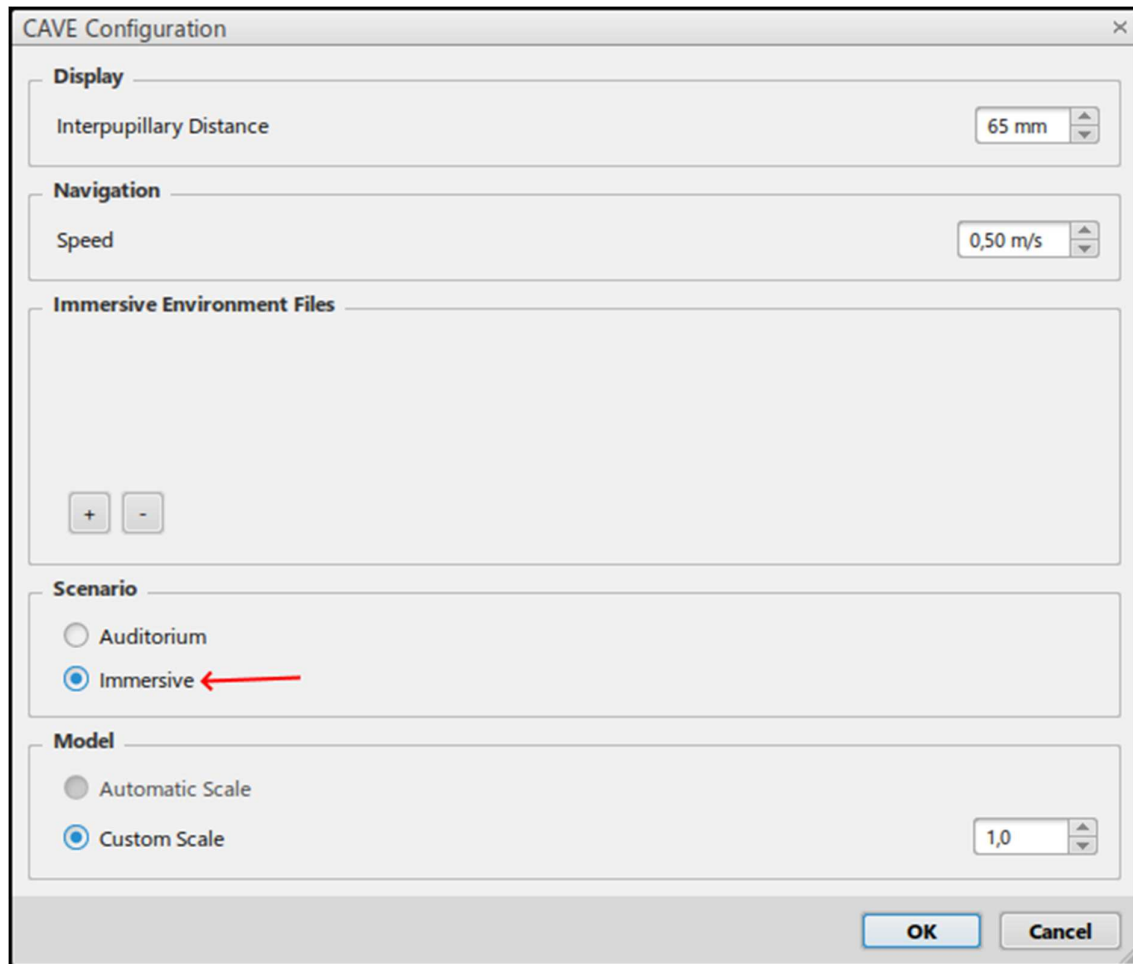 CAVE Configuration
Display
Interpupillary Distance 65 mm
Navigation
Speed 0,50 m/s
Immersive Environment Files
+ -
Scenario
Auditorium
Immersive
Model
Automatic Scale
Custom Scale 1,0
OK Cancel